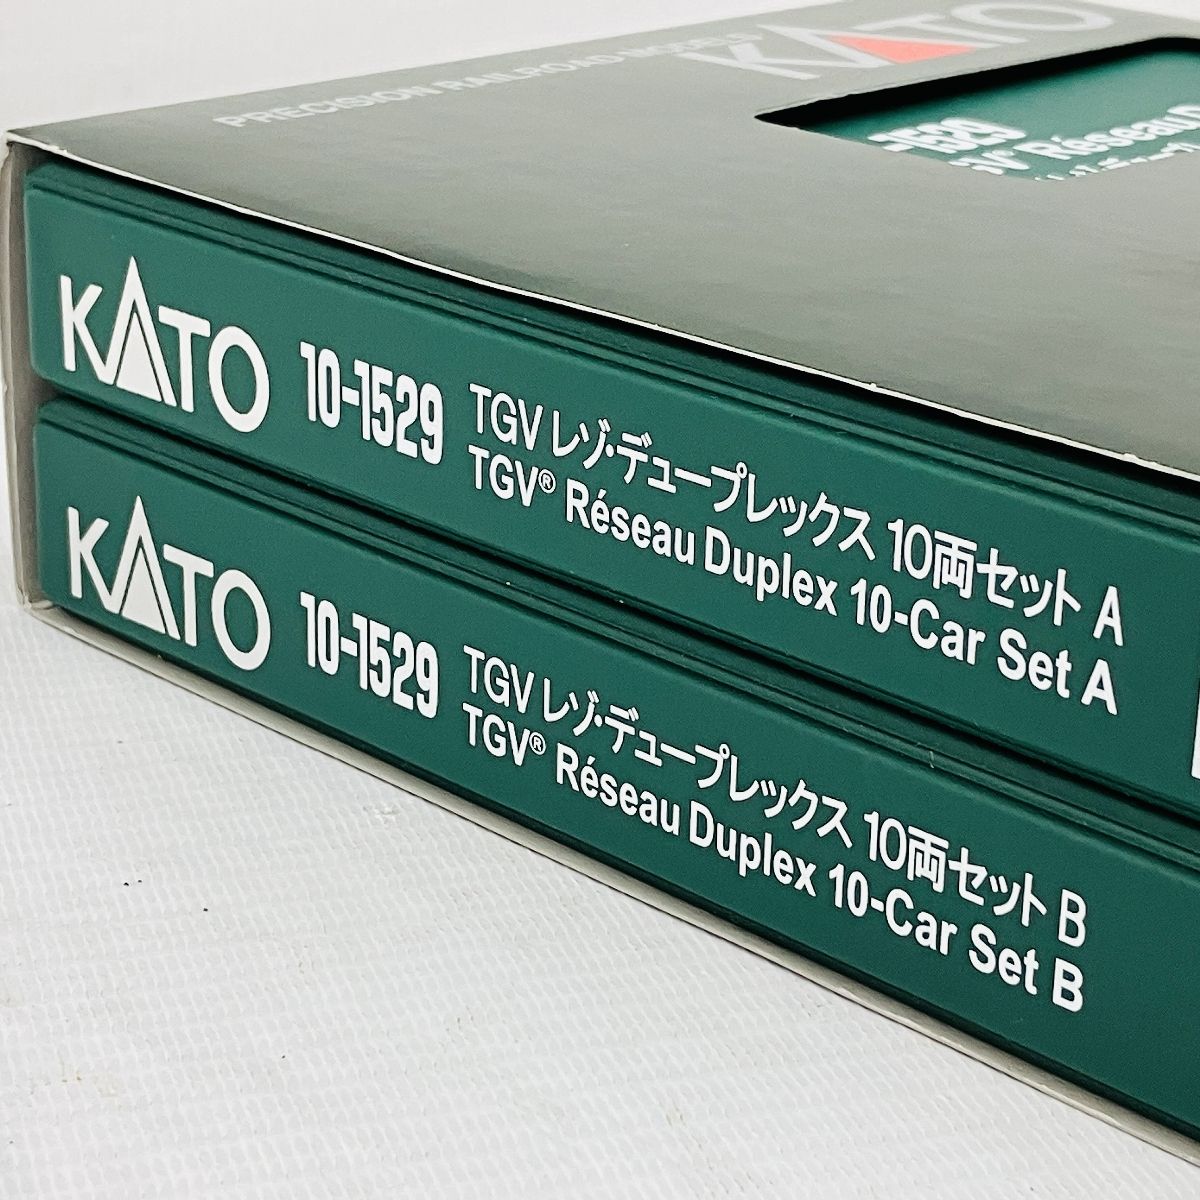 PRECISION RAILROAD MODELS
KATO
1529
Réseau
KATO 10-1529
TGV レゾ・デュープレックス 10両セット A
TGV® Réseau Duplex 10-Car Set A
KATO 10-1529
TGV レゾ・デュープレックス 10両セット B
TGV® Réseau Duplex 10-Car Set B